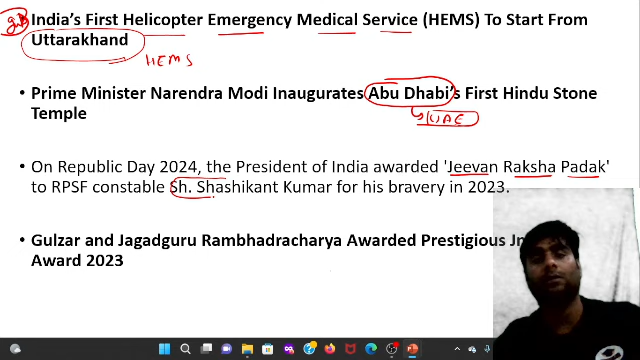 India's First Helicopter Emergency Medical Service (HEMS) To Start From
Uttarakhand
HEMS
• Prime Minister Narendra Modi Inaugurates Abu Dhabi's First Hindu Stone
Temple
UAE
On Republic Day 2024, the President of India awarded 'Jeevan Raksha Padak'
to RPSF constable Sh. Shashikant Kumar for his bravery in 2023.
• Gulzar and Jagadguru Rambhadracharya Awarded Prestigious
Award 2023